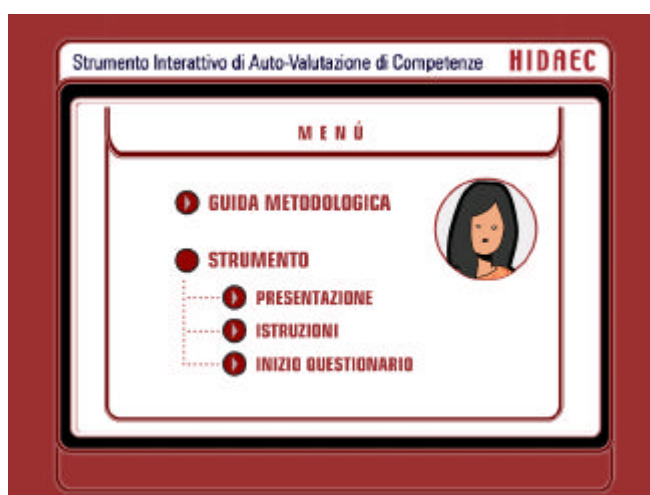 Strumento Interattivo di Auto-Valutazione di Competenze HIDAEC
MENÚ
GUIDA METODOLOGICA
STRUMENTO
PRESENTAZIONE
ISTRUZIONI
INIZIO QUESTIONARIO